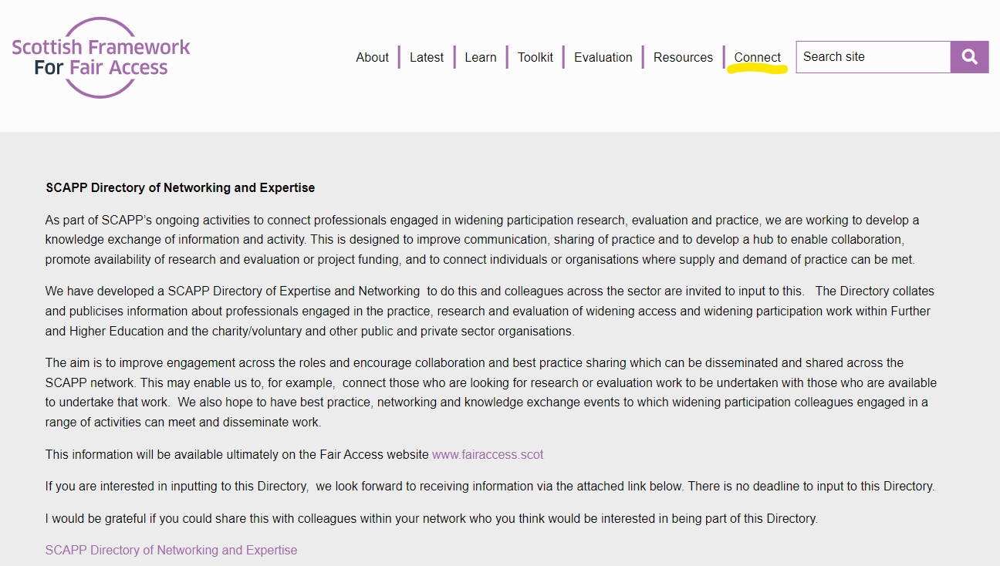 Scottish Framework
For Fair Access
About
Latest
Learn
Toolkit
Evaluation
Resources
Connect
Search site
SCAPP Directory of Networking and Expertise
As part of SCAPP’s ongoing activities to connect professionals engaged in widening participation research, evaluation and practice, we are working to develop a
knowledge exchange of information and activity. This is designed to improve communication, sharing of practice and to develop a hub to enable collaboration,
promote availability of research and evaluation or project funding, and to connect individuals or organisations where supply and demand of practice can be met.
We have developed a SCAPP Directory of Expertise and Networking  to do this and colleagues across the sector are invited to input to this.   The Directory collates
and publicises information about professionals engaged in the practice, research and evaluation of widening access and widening participation work within Further
and Higher Education and the charity/voluntary and other public and private sector organisations.
The aim is to improve engagement across the roles and encourage collaboration and best practice sharing which can be disseminated and shared across the
SCAPP network. This may enable us to, for example,  connect those who are looking for research or evaluation work to be undertaken with those who are available
to undertake that work.  We also hope to have best practice, networking and knowledge exchange events to which widening participation colleagues engaged in a
range of activities can meet and disseminate work.
This information will be available ultimately on the Fair Access website www.fairaccess.scot
If you are interested in inputting to this Directory,  we look forward to receiving information via the attached link below. There is no deadline to input to this Directory.
I would be grateful if you could share this with colleagues within your network who you think would be interested in being part of this Directory.
SCAPP Directory of Networking and Expertise